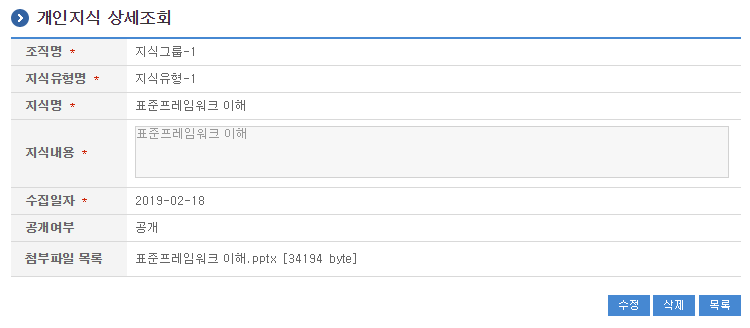 개인지식 상세조회
조직명 * 지식그룹-1
지식유형명 * 지식유형-1
지식명 * 표준프레임워크 이해
지식내용 * 표준프레임워크 이해
수집일자 * 2019-02-18
공개여부 공개
첨부파일 목록 표준프레임워크 이해.pptx [34194 byte]
수정 삭제 목록